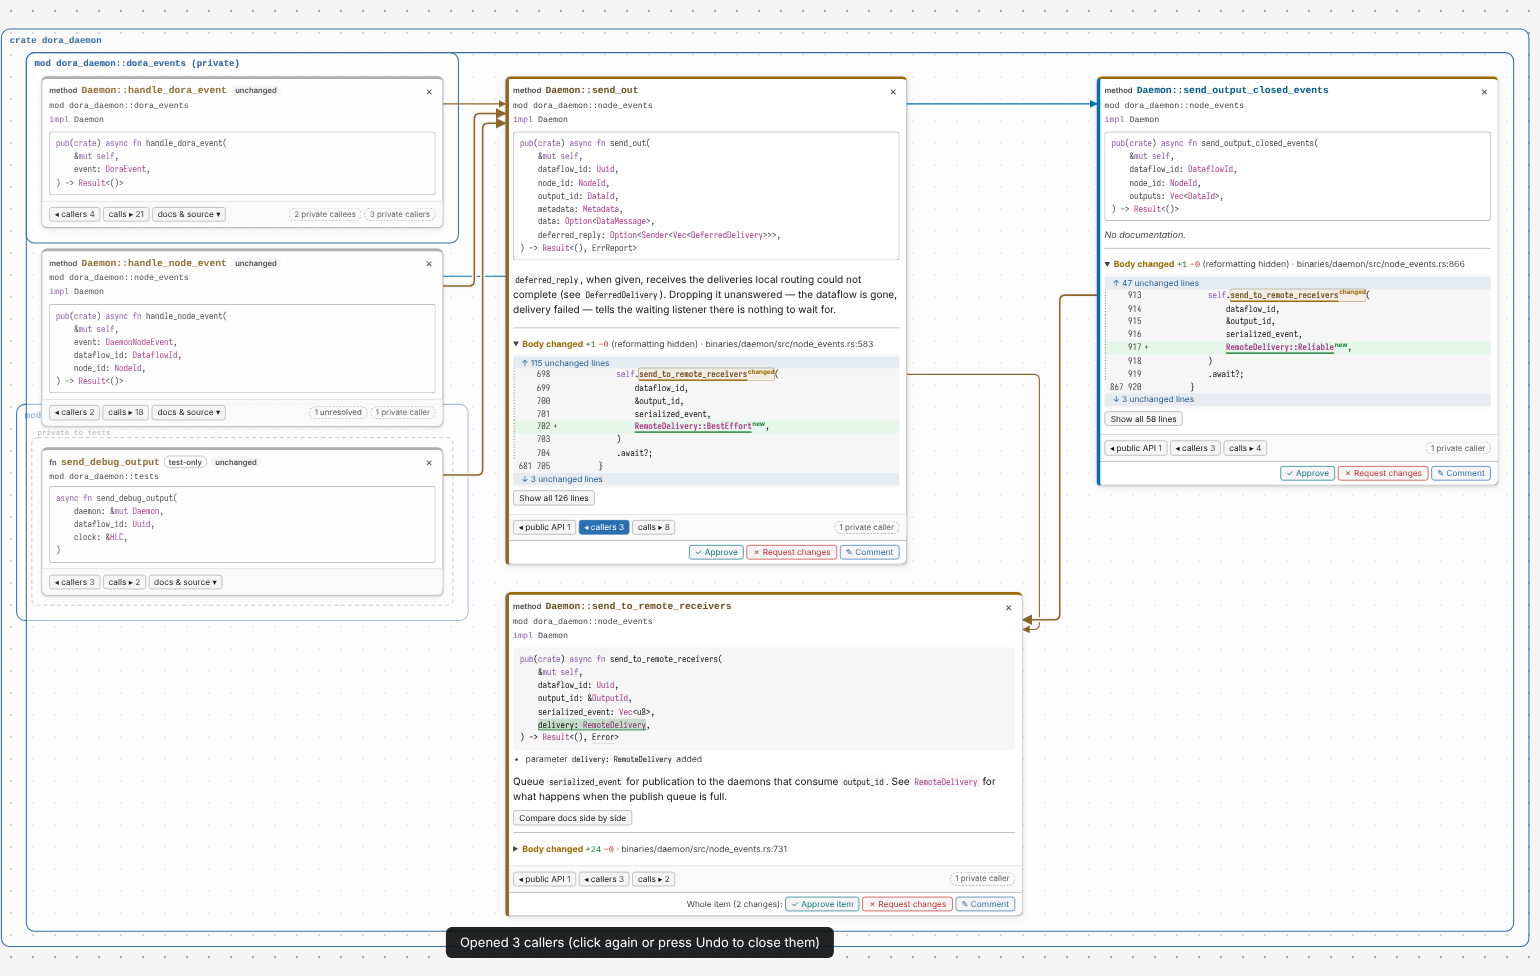 crate dora_daemon
mod dora_daemon::dora_events (private)
method Daemon::handle_dora_event unchanged ×
mod dora_daemon::dora_events
impl Daemon
pub(crate) async fn handle_dora_event(
&mut self,
event: DoraEvent,
) -> Result<()>
◂ callers 4 calls ▸ 21 docs & source ▾ 2 private callees 3 private callers
method Daemon::handle_node_event unchanged ×
mod dora_daemon::node_events
impl Daemon
pub(crate) async fn handle_node_event(
&mut self,
event: DaemonNodeEvent,
dataflow_id: DataflowId,
node_id: NodeId,
) -> Result<()>
◂ callers 2 calls ▸ 18 docs & source ▾ 1 unresolved 1 private caller
mod
private to tests
fn send_debug_output test-only unchanged ×
mod dora_daemon::tests
async fn send_debug_output(
daemon: &mut Daemon,
dataflow_id: Uuid,
clock: &HLC,
)
◂ callers 3 calls ▸ 2 docs & source ▾
method Daemon::send_out ×
mod dora_daemon::node_events
impl Daemon
pub(crate) async fn send_out(
&mut self,
dataflow_id: Uuid,
node_id: NodeId,
output_id: DataId,
metadata: Metadata,
data: Option<DataMessage>,
deferred_reply: Option<Sender<Vec<DeferredDelivery>>>,
) -> Result<(), ErrReport>
deferred_reply, when given, receives the deliveries local routing could not
complete (see DeferredDelivery). Dropping it unanswered — the dataflow is gone,
delivery failed — tells the waiting listener there is nothing to wait for.
▼ Body changed +1 −0 (reformatting hidden) · binaries/daemon/src/node_events.rs:583
↑ 115 unchanged lines
698 self.send_to_remote_receivers changed (
699 dataflow_id,
700 &output_id,
701 serialized_event,
702 + RemoteDelivery::BestEffort new ,
703 )
704 .await?;
681 705 }
↓ 3 unchanged lines
Show all 126 lines
◂ public API 1 ◂ callers 3 calls ▸ 8 1 private caller
✓ Approve × Request changes ✎ Comment
method Daemon::send_output_closed_events ×
mod dora_daemon::node_events
impl Daemon
pub(crate) async fn send_output_closed_events(
&mut self,
dataflow_id: DataflowId,
node_id: NodeId,
outputs: Vec<DataId>,
) -> Result<()>
No documentation.
▼ Body changed +1 −0 (reformatting hidden) · binaries/daemon/src/node_events.rs:866
↑ 47 unchanged lines
913 self.send_to_remote_receivers changed (
914 dataflow_id,
915 &output_id,
916 serialized_event,
917 + RemoteDelivery::Reliable new ,
918 )
919 .await?;
867 920 }
↓ 3 unchanged lines
Show all 58 lines
◂ public API 1 ◂ callers 3 calls ▸ 4 1 private caller
✓ Approve × Request changes ✎ Comment
method Daemon::send_to_remote_receivers ×
mod dora_daemon::node_events
impl Daemon
pub(crate) async fn send_to_remote_receivers(
&mut self,
dataflow_id: Uuid,
output_id: &OutputId,
serialized_event: Vec<u8>,
delivery: RemoteDelivery,
) -> Result<(), Error>
• parameter delivery: RemoteDelivery added
Queue serialized_event for publication to the daemons that consume output_id. See RemoteDelivery for
what happens when the publish queue is full.
Compare docs side by side
▶ Body changed +24 −0 · binaries/daemon/src/node_events.rs:731
◂ public API 1 ◂ callers 3 calls ▸ 2 1 private caller
Whole item (2 changes): ✓ Approve item × Request changes ✎ Comment
Opened 3 callers (click again or press Undo to close them)